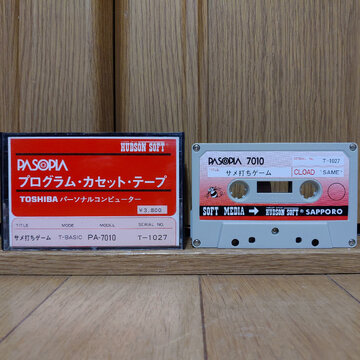 HUDSON SOFT
PASOPIA
プログラム・カセット・テープ
TOSHIBA パーソナルコンピューター
¥3,800
TITLE MODE MODEL SERIAL NO.
サメ打ちゲーム T-BASIC PA-7010 T-1027
PASOPIA 7010
SERIAL NO. T-1027
TITLE サメ打ちゲーム CLOAD "SAME"
SOFT MEDIA → HUDSON SOFT SAPPORO